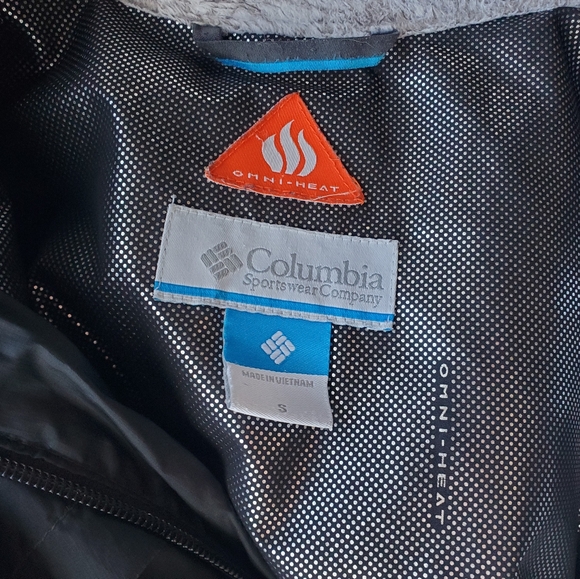 OMNI-HEAT
Columbia
Sportswear Company
MADE IN VIETNAM
S
OMNI-HEAT